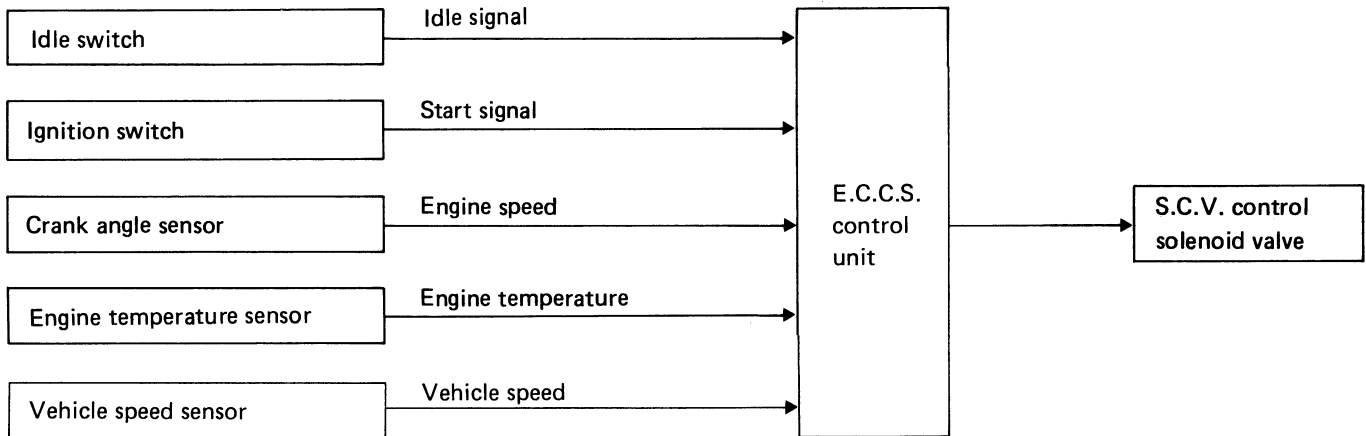 Idle switch
Idle signal
Ignition switch
Start signal
Crank angle sensor
Engine speed
Engine temperature sensor
Engine temperature
Vehicle speed sensor
Vehicle speed
E.C.C.S.
control
unit
S.C.V. control
solenoid valve